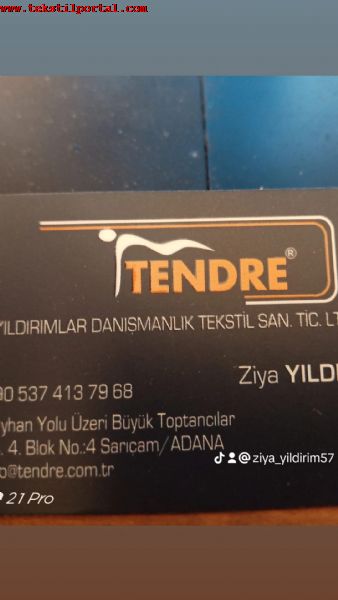 www.tekstilportal.com
TENDRE®
YILDIRIMLAR DANIŞMANLIK TEKSTİL SAN. TİC. LT
Ziya YILDI
90 537 413 79 68
yhan Yolu Üzeri Büyük Toptancılar
. 4. Blok No.:4 Sarıçam/ADANA
@ziya_yildirim57
o@tendre.com.tr
21 Pro